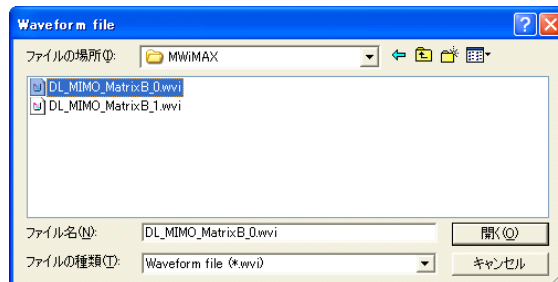 Waveform file
ファイルの場所(I):
MWiMAX
DL_MIMO_MatrixB_0.wvi
DL_MIMO_MatrixB_1.wvi
ファイル名(N):
DL_MIMO_MatrixB_0.wvi
開く(O)
ファイルの種類(T):
Waveform file (*.wvi)
キャンセル